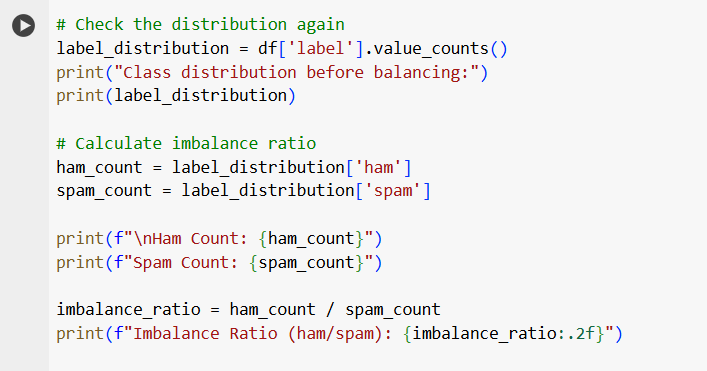 # Check the distribution again
label_distribution = df['label'].value_counts()
print("Class distribution before balancing:")
print(label_distribution)
# Calculate imbalance ratio
ham_count = label_distribution['ham']
spam_count = label_distribution['spam']
print(f"\nHam Count: {ham_count}")
print(f"Spam Count: {spam_count}")
imbalance_ratio = ham_count / spam_count
print(f"Imbalance Ratio (ham/spam): {imbalance_ratio:.2f}")